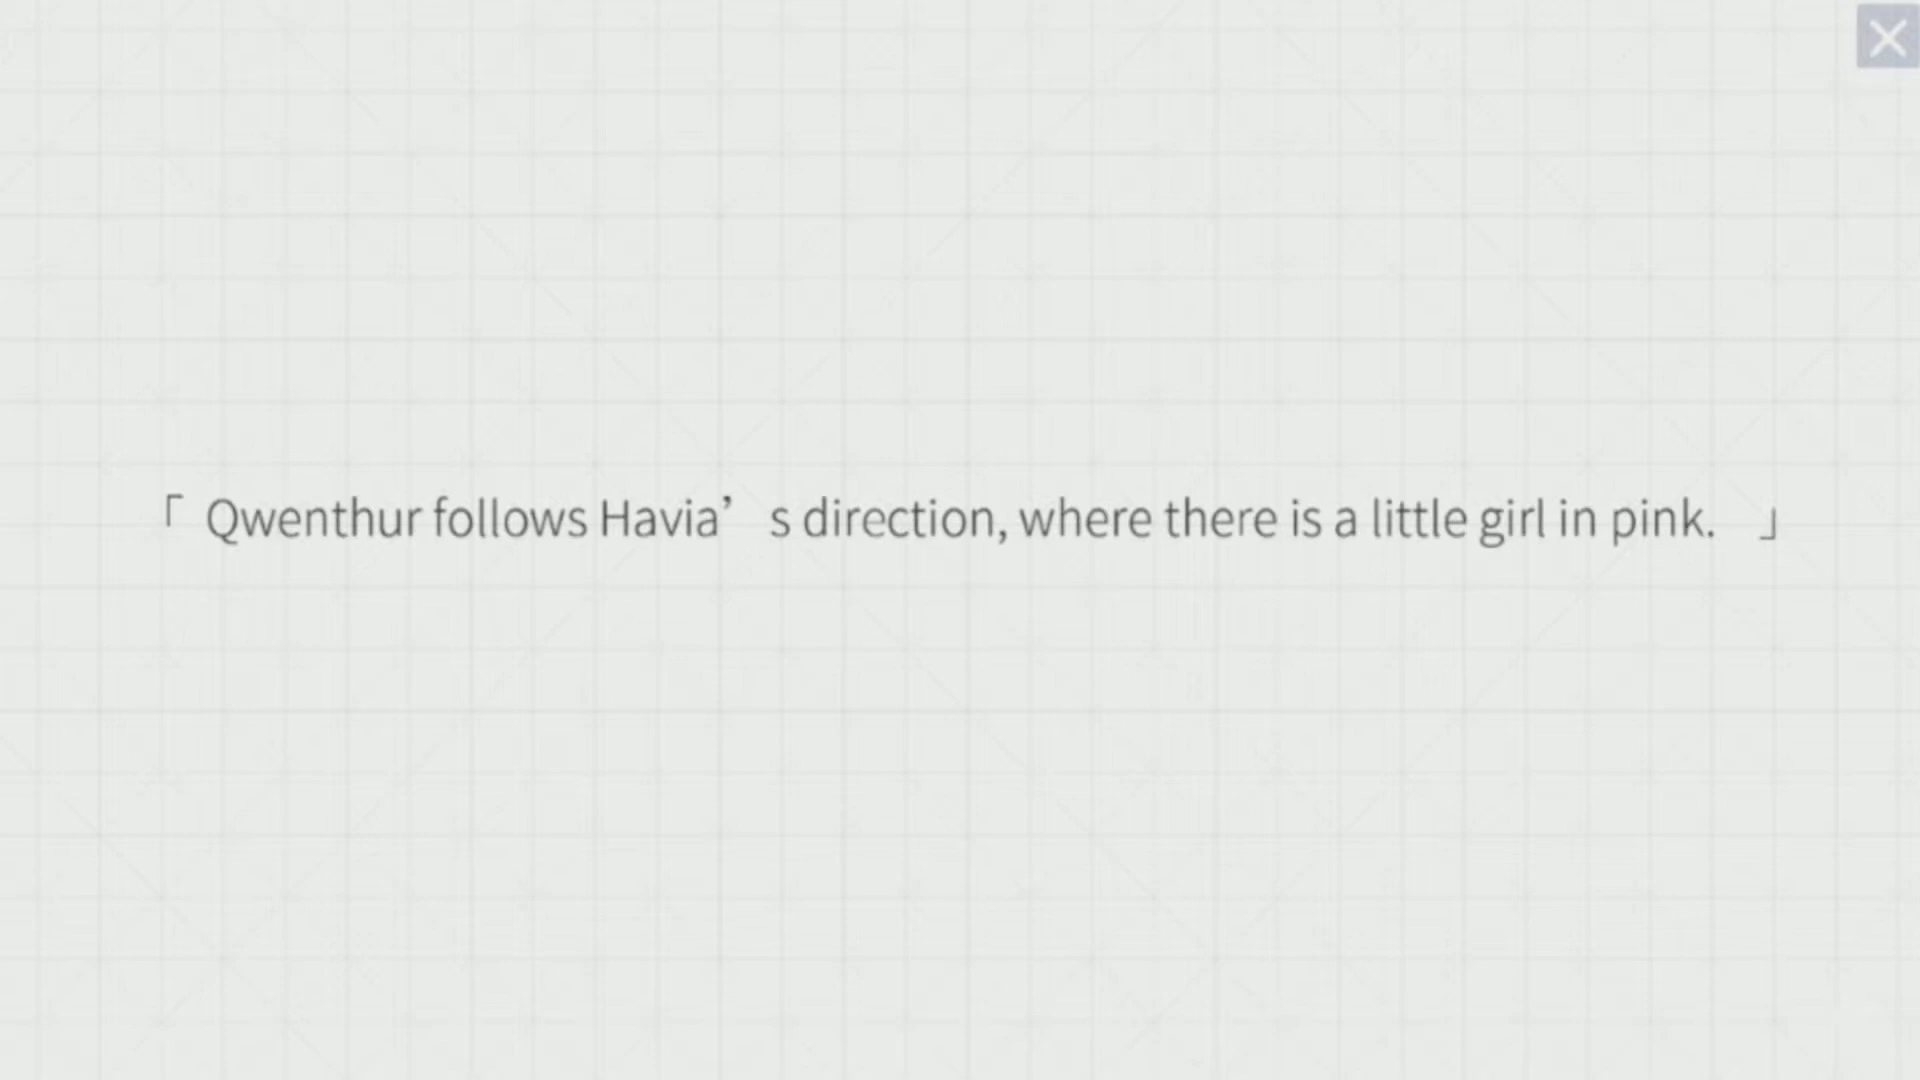 「 Qwenthur follows Havia’s direction, where there is a little girl in pink. 」